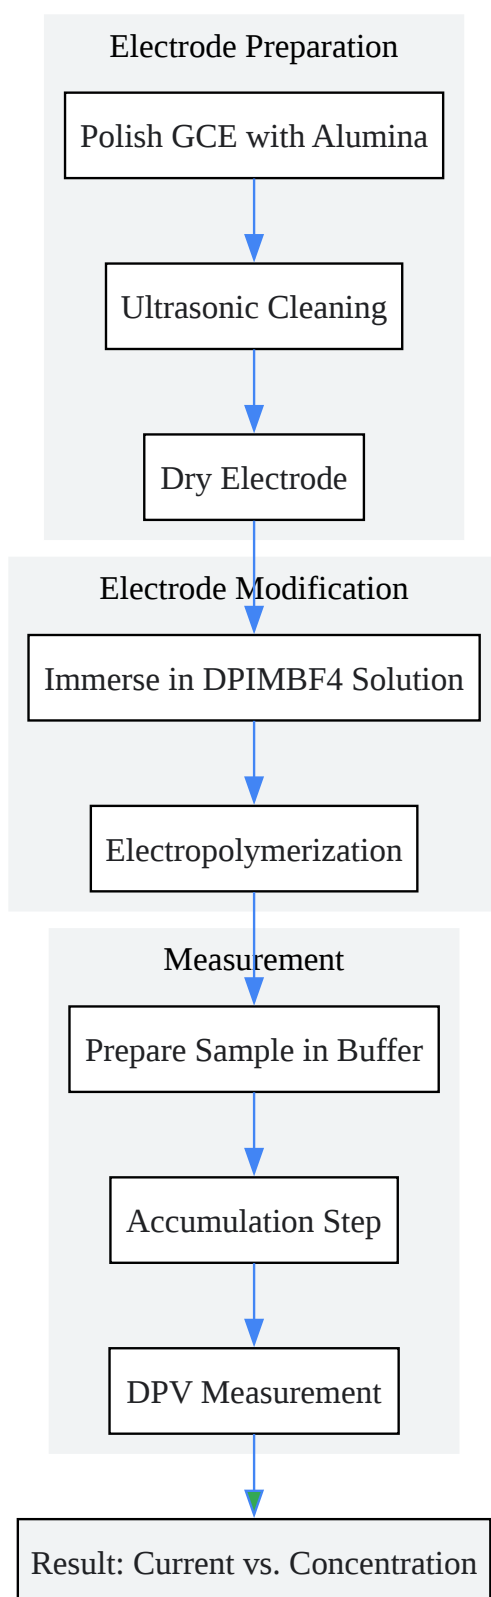 Electrode Preparation
Polish GCE with Alumina
Ultrasonic Cleaning
Dry Electrode
Electrode Modification
Immerse in DPIMBF4 Solution
Electropolymerization
Measurement
Prepare Sample in Buffer
Accumulation Step
DPV Measurement
Result: Current vs. Concentration